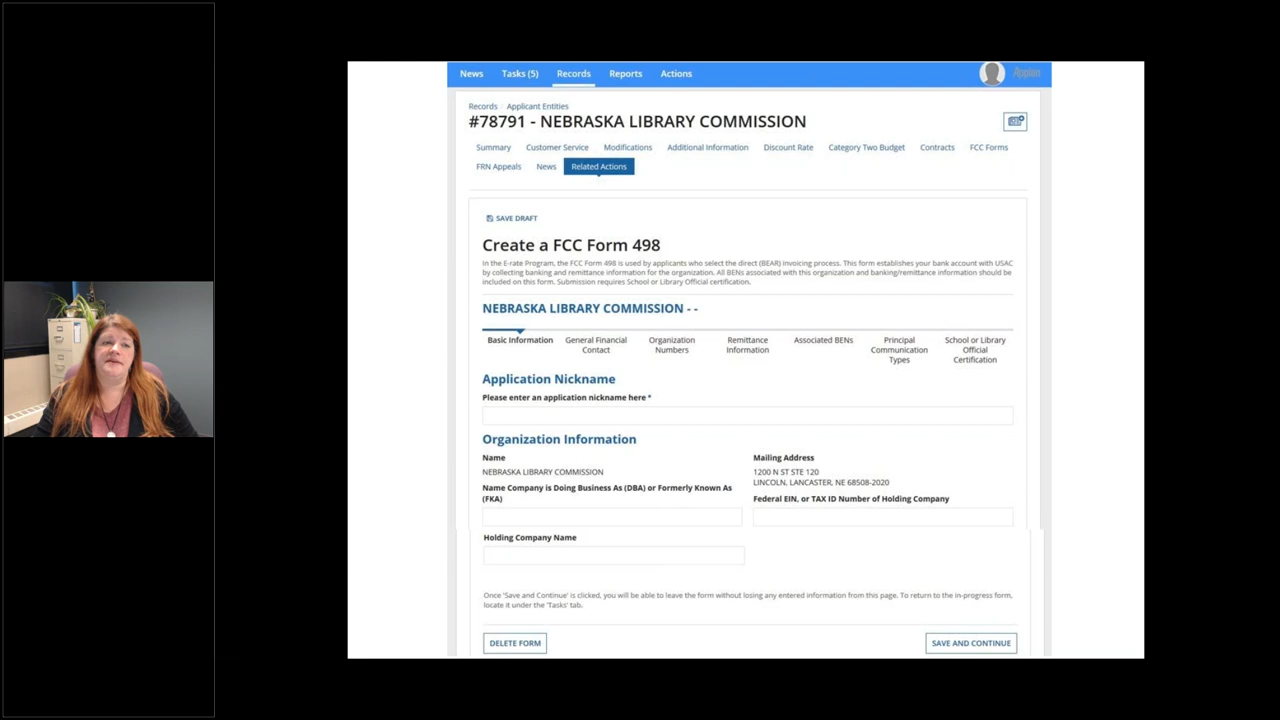 News Tasks (5) Records Reports Actions Appian
Records / Applicant Entities
#78791 - NEBRASKA LIBRARY COMMISSION
Summary Customer Service Modifications Additional Information Discount Rate Category Two Budget Contracts FCC Forms
FRN Appeals News Related Actions
SAVE DRAFT
Create a FCC Form 498
In the E-rate Program, the FCC Form 498 is used by applicants who select the direct (BEAR) invoicing process. This form establishes your bank account with USAC
by collecting banking and remittance information for the organization. All BENs associated with this organization and banking/remittance information should be
included on this form. Submission requires School or Library Official certification.
NEBRASKA LIBRARY COMMISSION - -
Basic Information General Financial Organization Remittance Associated BENs Principal School or Library
Contact Numbers Information Communication Official
Types Certification
Application Nickname
Please enter an application nickname here *
Organization Information
Name Mailing Address
NEBRASKA LIBRARY COMMISSION 1200 N ST STE 120
LINCOLN, LANCASTER, NE 68508-2020
Name Company is Doing Business As (DBA) or Formerly Known As
(FKA) Federal EIN, or TAX ID Number of Holding Company
Holding Company Name
Once 'Save and Continue' is clicked, you will be able to leave the form without losing any entered information from this page. To return to the in-progress form,
locate it under the 'Tasks' tab.
DELETE FORM SAVE AND CONTINUE